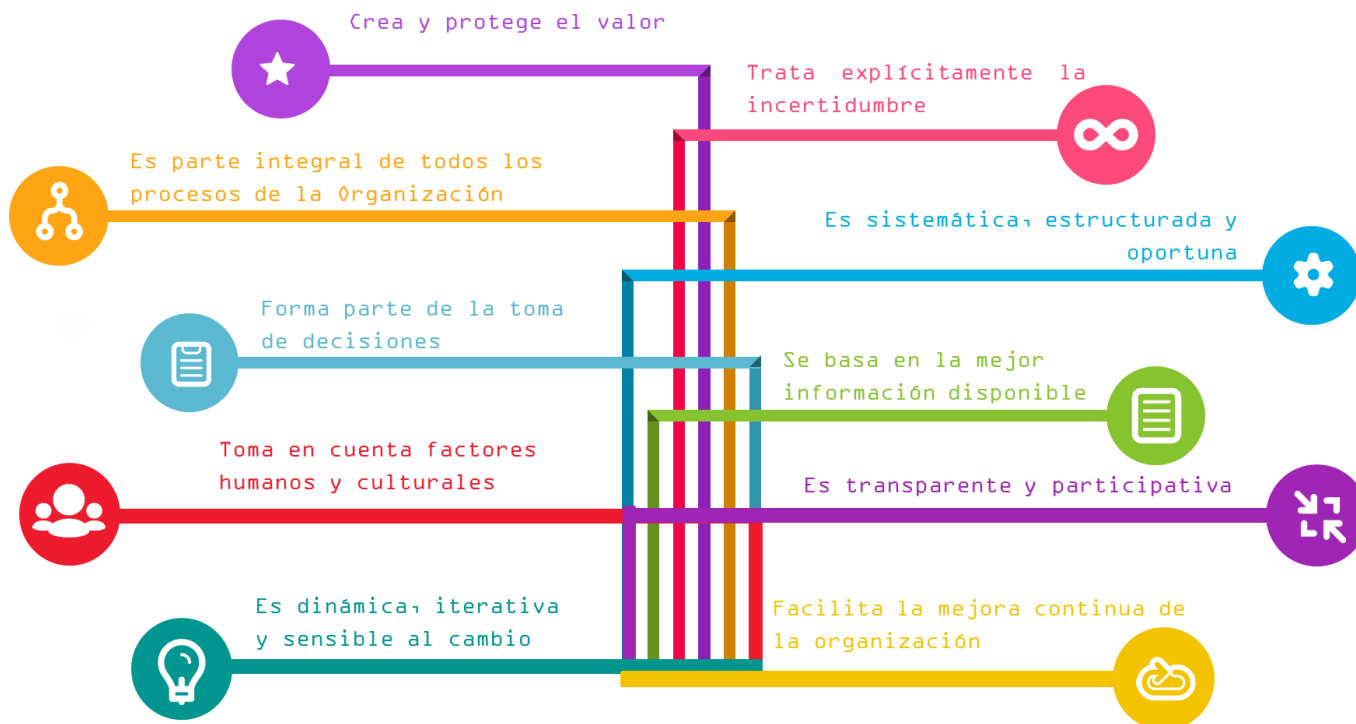 Crea y protege el valor
Trata explícitamente la
incertidumbre
Es parte integral de todos los
procesos de la Organización
Es sistemática, estructurada y
oportuna
Forma parte de la toma
de decisiones
Se basa en la mejor
información disponible
Toma en cuenta factores
humanos y culturales
Es transparente y participativa
Es dinámica, iterativa
y sensible al cambio
Facilita la mejora continua de
la organización